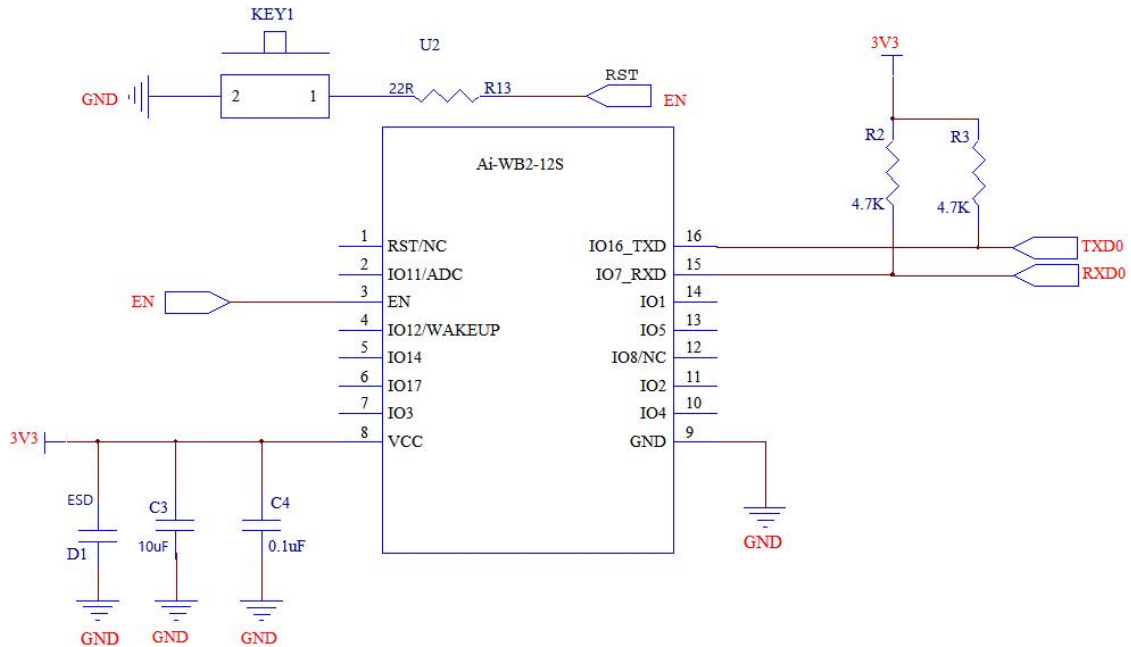 KEY1
U2
3V3
GND
2
1
22R
R13
RST
EN
R2
R3
4.7K
4.7K
Ai-WB2-12S
1
RST/NC
2
IO11/ADC
3
EN
4
IO12/WAKEUP
5
IO14
6
IO17
7
IO3
8
VCC
IO16_TXD
16
IO7_RXD
15
IO1
14
IO5
13
IO8/NC
12
IO2
11
IO4
10
GND
9
EN
TXD0
RXD0
3V3
ESD
D1
C3
10uF
C4
0.1uF
GND
GND
GND
GND